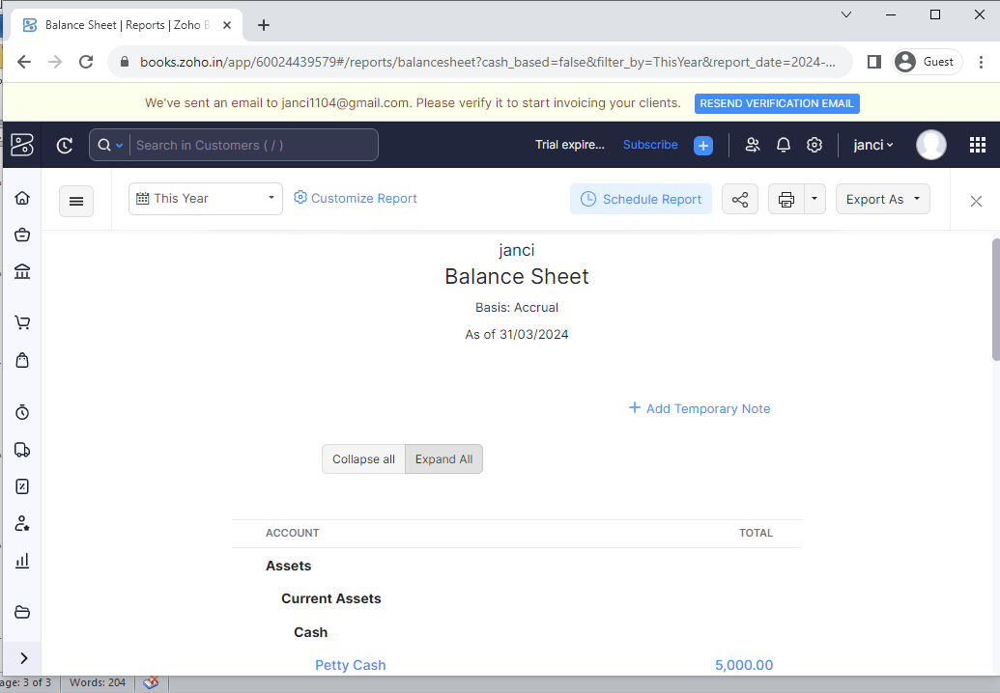 Balance Sheet | Reports | Zoho B
books.zoho.in/app/60024439579#/reports/balancesheet?cash_based=false&filter_by=ThisYear&report_date=2024-...
Guest
We've sent an email to janci1104@gmail.com. Please verify it to start invoicing your clients. RESEND VERIFICATION EMAIL
Search in Customers ( / )
Trial expire... Subscribe janci
This Year Customize Report Schedule Report Export As
janci
Balance Sheet
Basis: Accrual
As of 31/03/2024
+ Add Temporary Note
Collapse all Expand All
ACCOUNT TOTAL
Assets
Current Assets
Cash
Petty Cash 5,000.00
age: 3 of 3 Words: 204